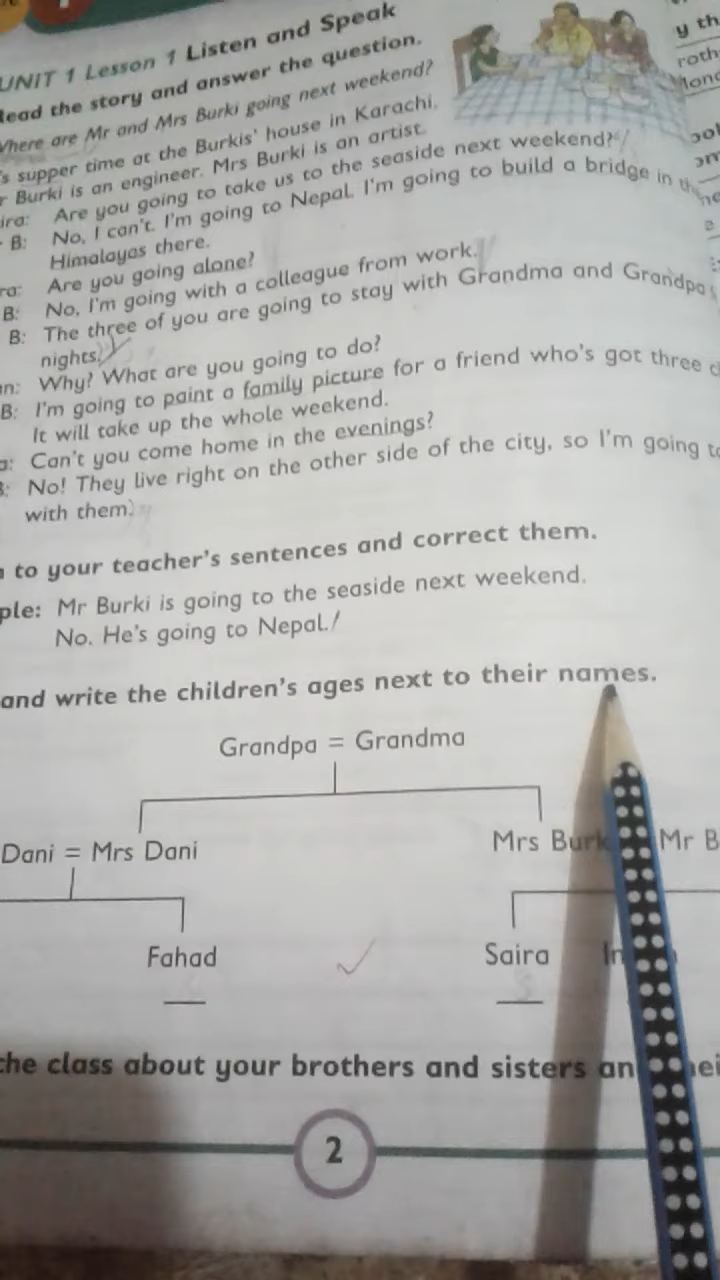 UNIT 1 Lesson 1 Listen and Speak
Read the story and answer the question.
Where are Mr and Mrs Burki going next weekend?
's supper time at the Burkis' house in Karachi.
r Burki is an engineer. Mrs Burki is an artist.
ira: Are you going to take us to the seaside next weekend?
B: No, I can't. I'm going to Nepal. I'm going to build a bridge in th
Himalayas there.
ra: Are you going alone?
B: No, I'm going with a colleague from work.
B: The three of you are going to stay with Grandma and Grandpa
nights.
an: Why? What are you going to do?
B: I'm going to paint a family picture for a friend who's got three c
It will take up the whole weekend.
a: Can't you come home in the evenings?
B: No! They live right on the other side of the city, so I'm going to
with them.
to your teacher's sentences and correct them.
ple: Mr Burki is going to the seaside next weekend.
No. He's going to Nepal.
and write the children's ages next to their names.
Grandpa = Grandma
Dani = Mrs Dani Mrs Burk Mr B
Fahad Saira
the class about your brothers and sisters an
2
y th
roth